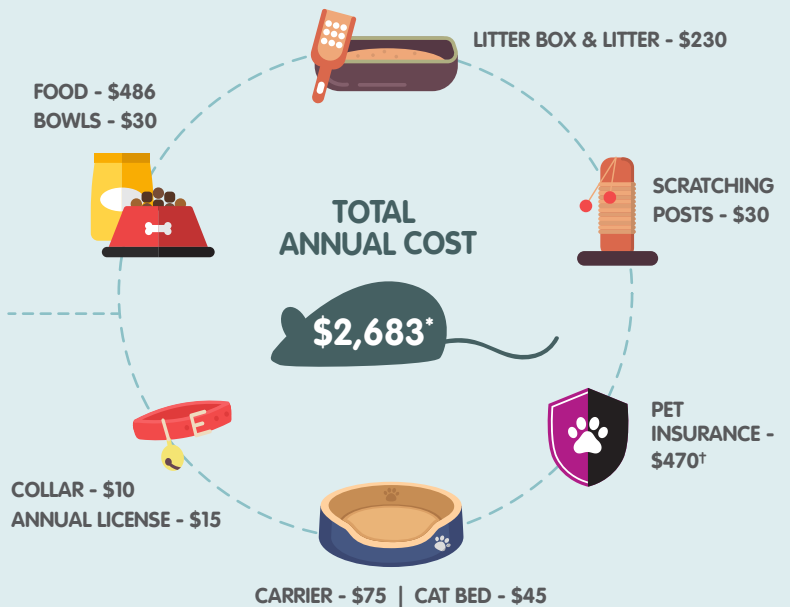 LITTER BOX & LITTER - $230
FOOD - $486
BOWLS - $30
SCRATCHING
POSTS - $30
TOTAL
ANNUAL COST
$2,683*
PET
INSURANCE -
$470†
COLLAR - $10
ANNUAL LICENSE - $15
CARRIER - $75 | CAT BED - $45